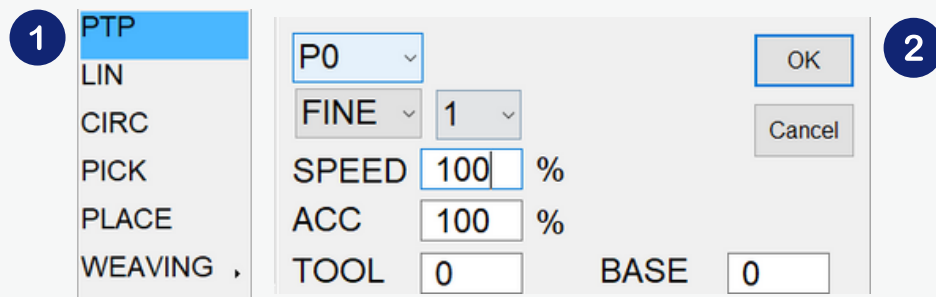 1
PTP
LIN
CIRC
PICK
PLACE
WEAVING
P0
FINE 1
SPEED 100 %
ACC 100 %
TOOL 0 BASE 0
OK
Cancel
2